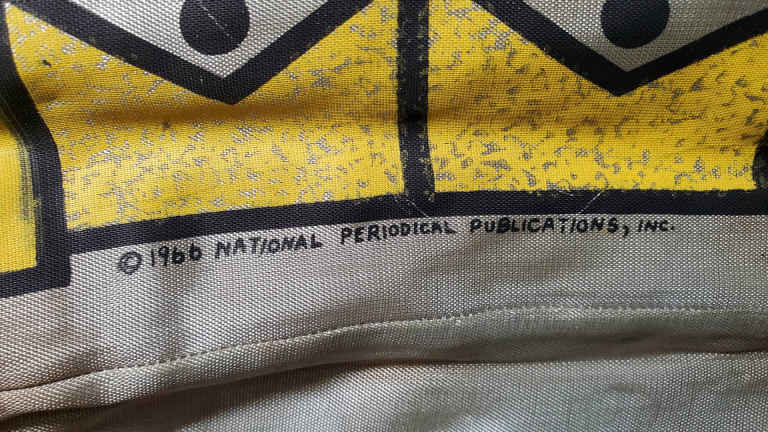 © 1966 NATIONAL PERIODICAL PUBLICATIONS, INC.